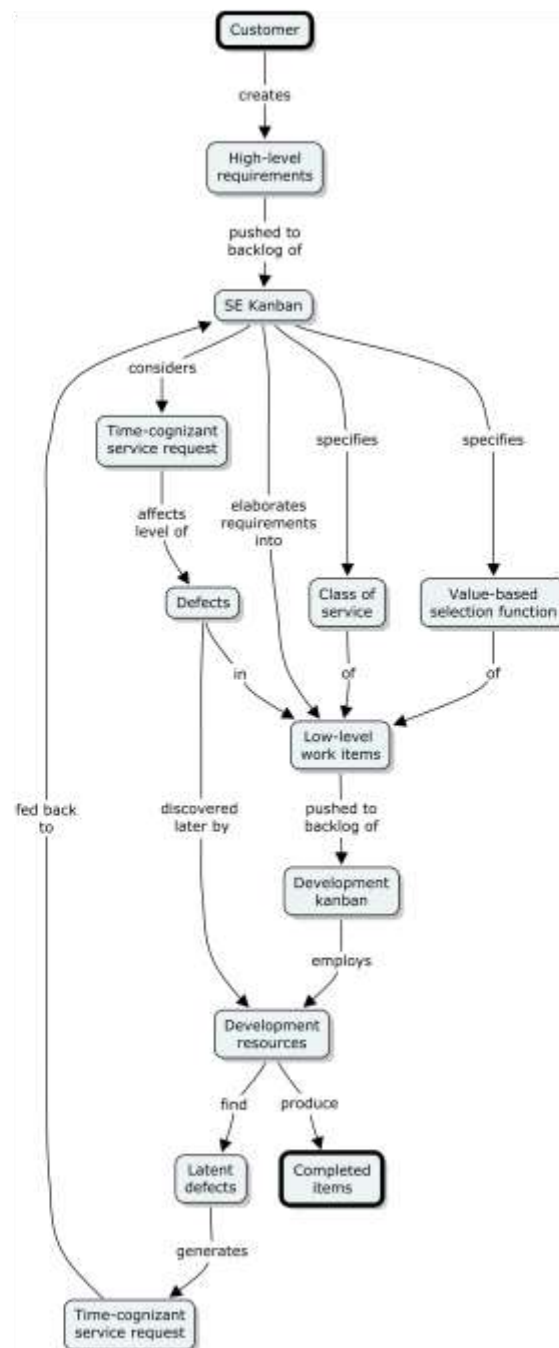 Customer
creates
High-level
requirements
pushed to
backlog of
SE Kanban
considers
Time-cognizant
service request
specifies
specifies
affects
level of
elaborates
requirements
into
Defects
Class of
service
Value-based
selection function
in
of
of
Low-level
work items
fed back
to
discovered
later by
pushed to
backlog of
Development
kanban
employs
Development
resources
find
produce
Latent
defects
Completed
items
generates
Time-cognizant
service request